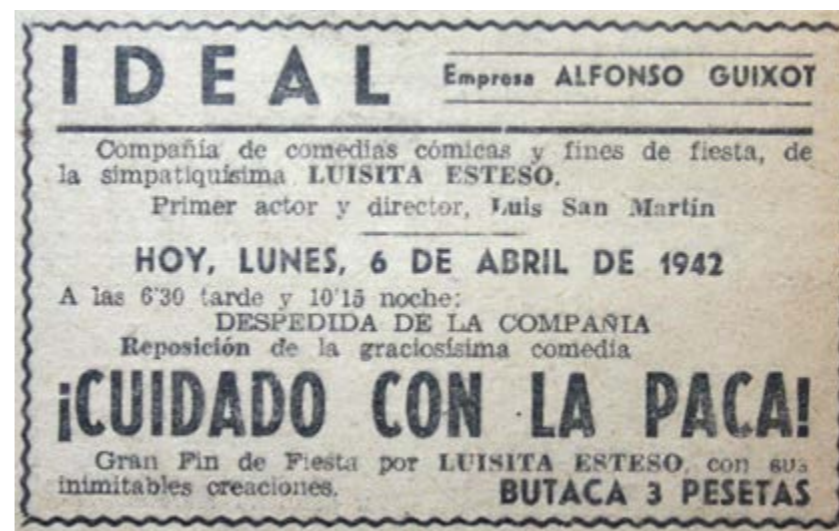 IDEAL Empresa ALFONSO GUIXOT
Compañía de comedias cómicas y fines de fiesta, de
la simpatiquísima LUISITA ESTESO.
Primer actor y director, Luis San Martín
HOY, LUNES, 6 DE ABRIL DE 1942
A las 6'30 tarde y 10'15 noche:
DESPEDIDA DE LA COMPAÑIA
Reposición de la graciosísima comedia
¡CUIDADO CON LA PACA!
Gran Fin de Fiesta por LUISITA ESTESO, con sus
inimitables creaciones. BUTACA 3 PESETAS